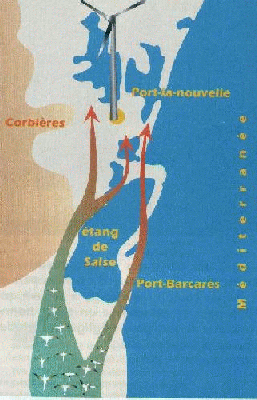 Port-la-nouvelle
Corbières
Méditerranée
étang
de
Salse
Port-Barcares